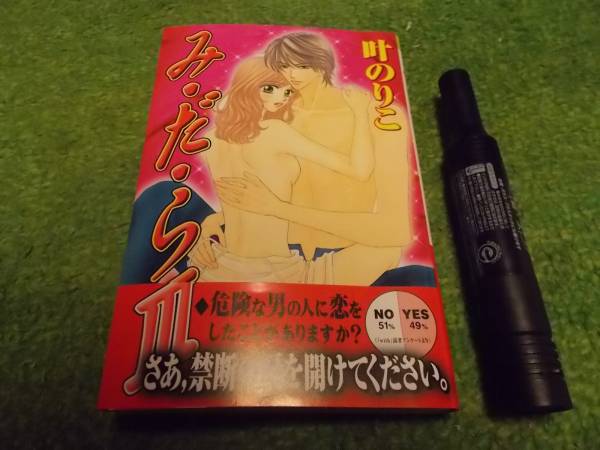 叶のりこ
み・だ・ら
◆危険な男の人に恋を
したことがありますか?
NO YES
51% 49%
さあ,禁断の を開けてください。